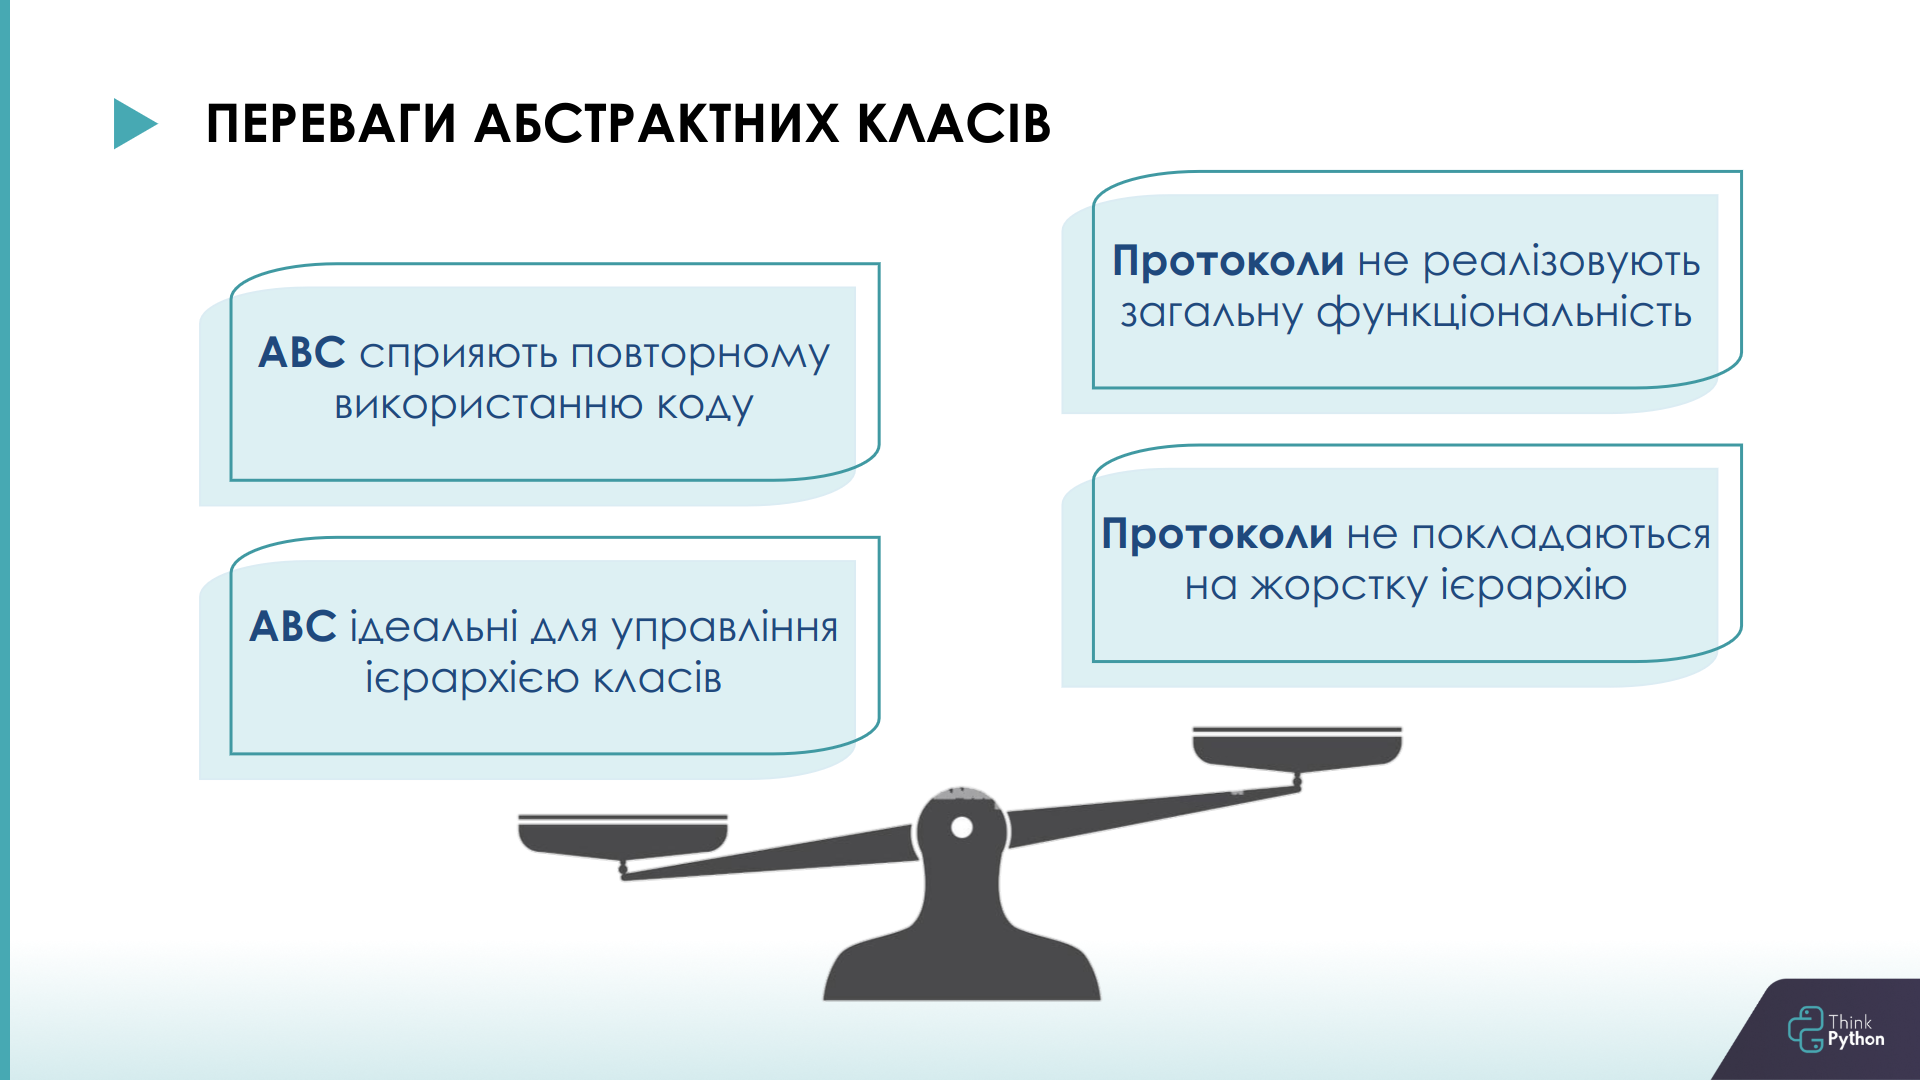 ПЕРЕВАГИ АБСТРАКТНИХ КЛАСІВ
ABC сприяють повторному
використанню коду
ABC ідеальні для управління
ієрархією класів
Протоколи не реалізовують
загальну функціональність
Протоколи не покладаються
на жорстку ієрархію
Think
Python